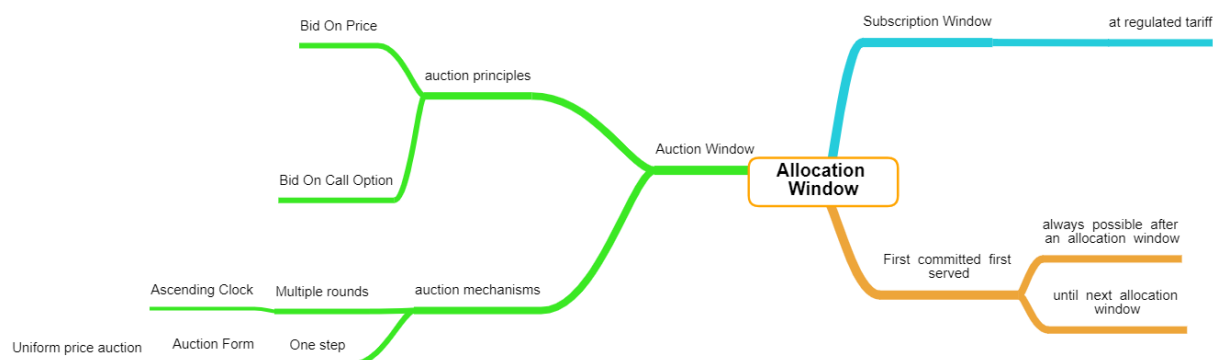 Allocation
Window
Subscription Window
at regulated tariff
First committed first
served
always possible after
an allocation window
until next allocation
window
Auction Window
auction principles
Bid On Price
Bid On Call Option
auction mechanisms
Multiple rounds
Ascending Clock
One step
Auction Form
Uniform price auction